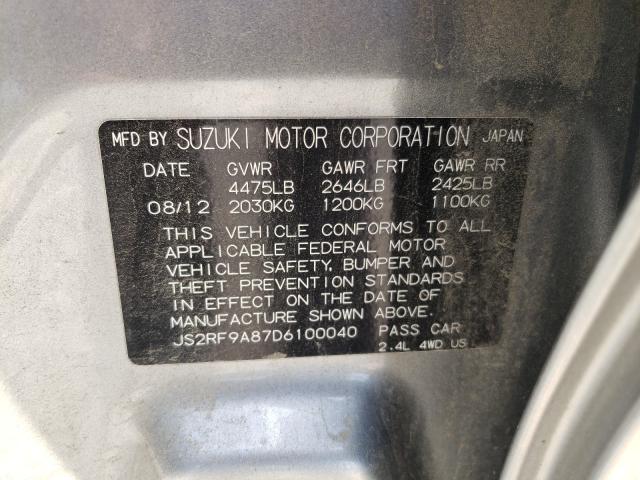 MFD BY SUZUKI MOTOR CORPORATION JAPAN
DATE GVWR GAWR FRT GAWR RR
4475LB 2646LB 2425LB
08/12 2030KG 1200KG 1100KG
THIS VEHICLE CONFORMS TO ALL
APPLICABLE FEDERAL MOTOR
VEHICLE SAFETY, BUMPER AND
THEFT PREVENTION STANDARDS
IN EFFECT ON THE DATE OF
MANUFACTURE SHOWN ABOVE.
JS2RF9A87D6100040 PASS CAR
2.4L 4WD US